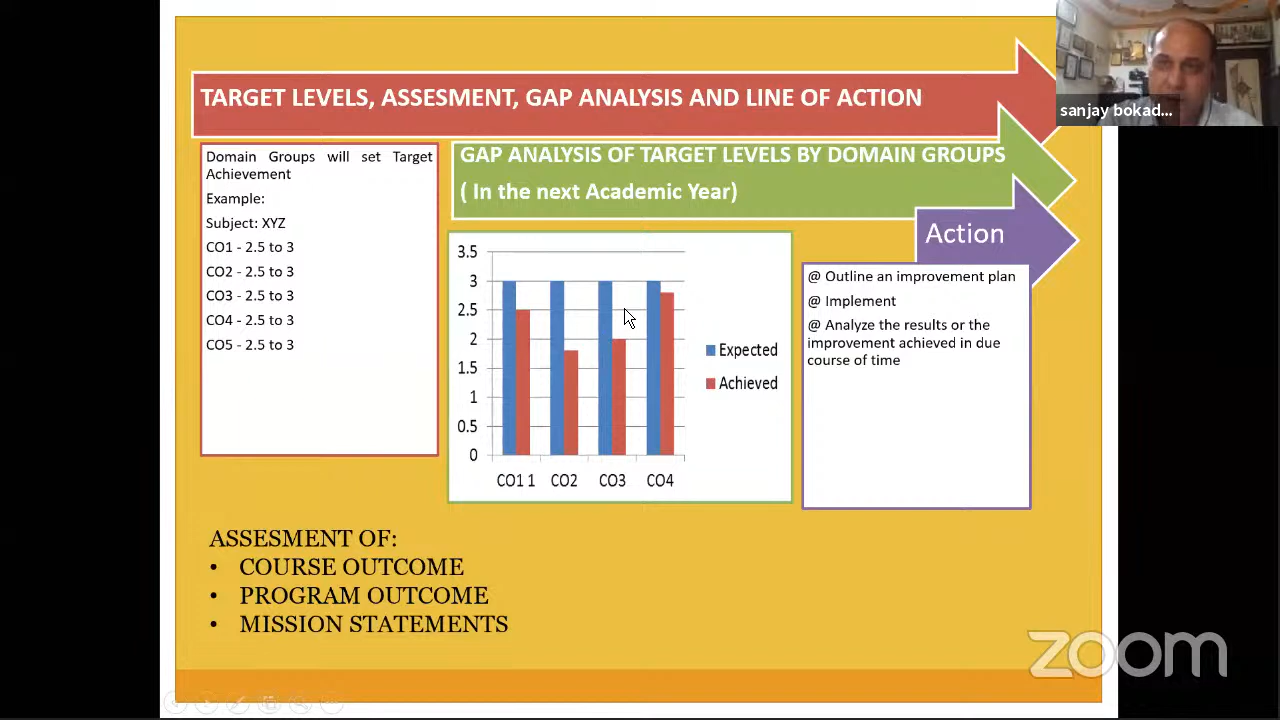 TARGET LEVELS, ASSESMENT, GAP ANALYSIS AND LINE OF ACTION
sanjay bokad...
Domain Groups will set Target
Achievement
Example:
Subject: XYZ
CO1 - 2.5 to 3
CO2 - 2.5 to 3
CO3 - 2.5 to 3
CO4 - 2.5 to 3
CO5 - 2.5 to 3
GAP ANALYSIS OF TARGET LEVELS BY DOMAIN GROUPS
( In the next Academic Year)
3.5
3
2.5
2
1.5
1
0.5
0
CO1 1 CO2 CO3 CO4
Expected
Achieved
Action
@ Outline an improvement plan
@ Implement
@ Analyze the results or the
improvement achieved in due
course of time
ASSESMENT OF:
• COURSE OUTCOME
• PROGRAM OUTCOME
• MISSION STATEMENTS
zoom